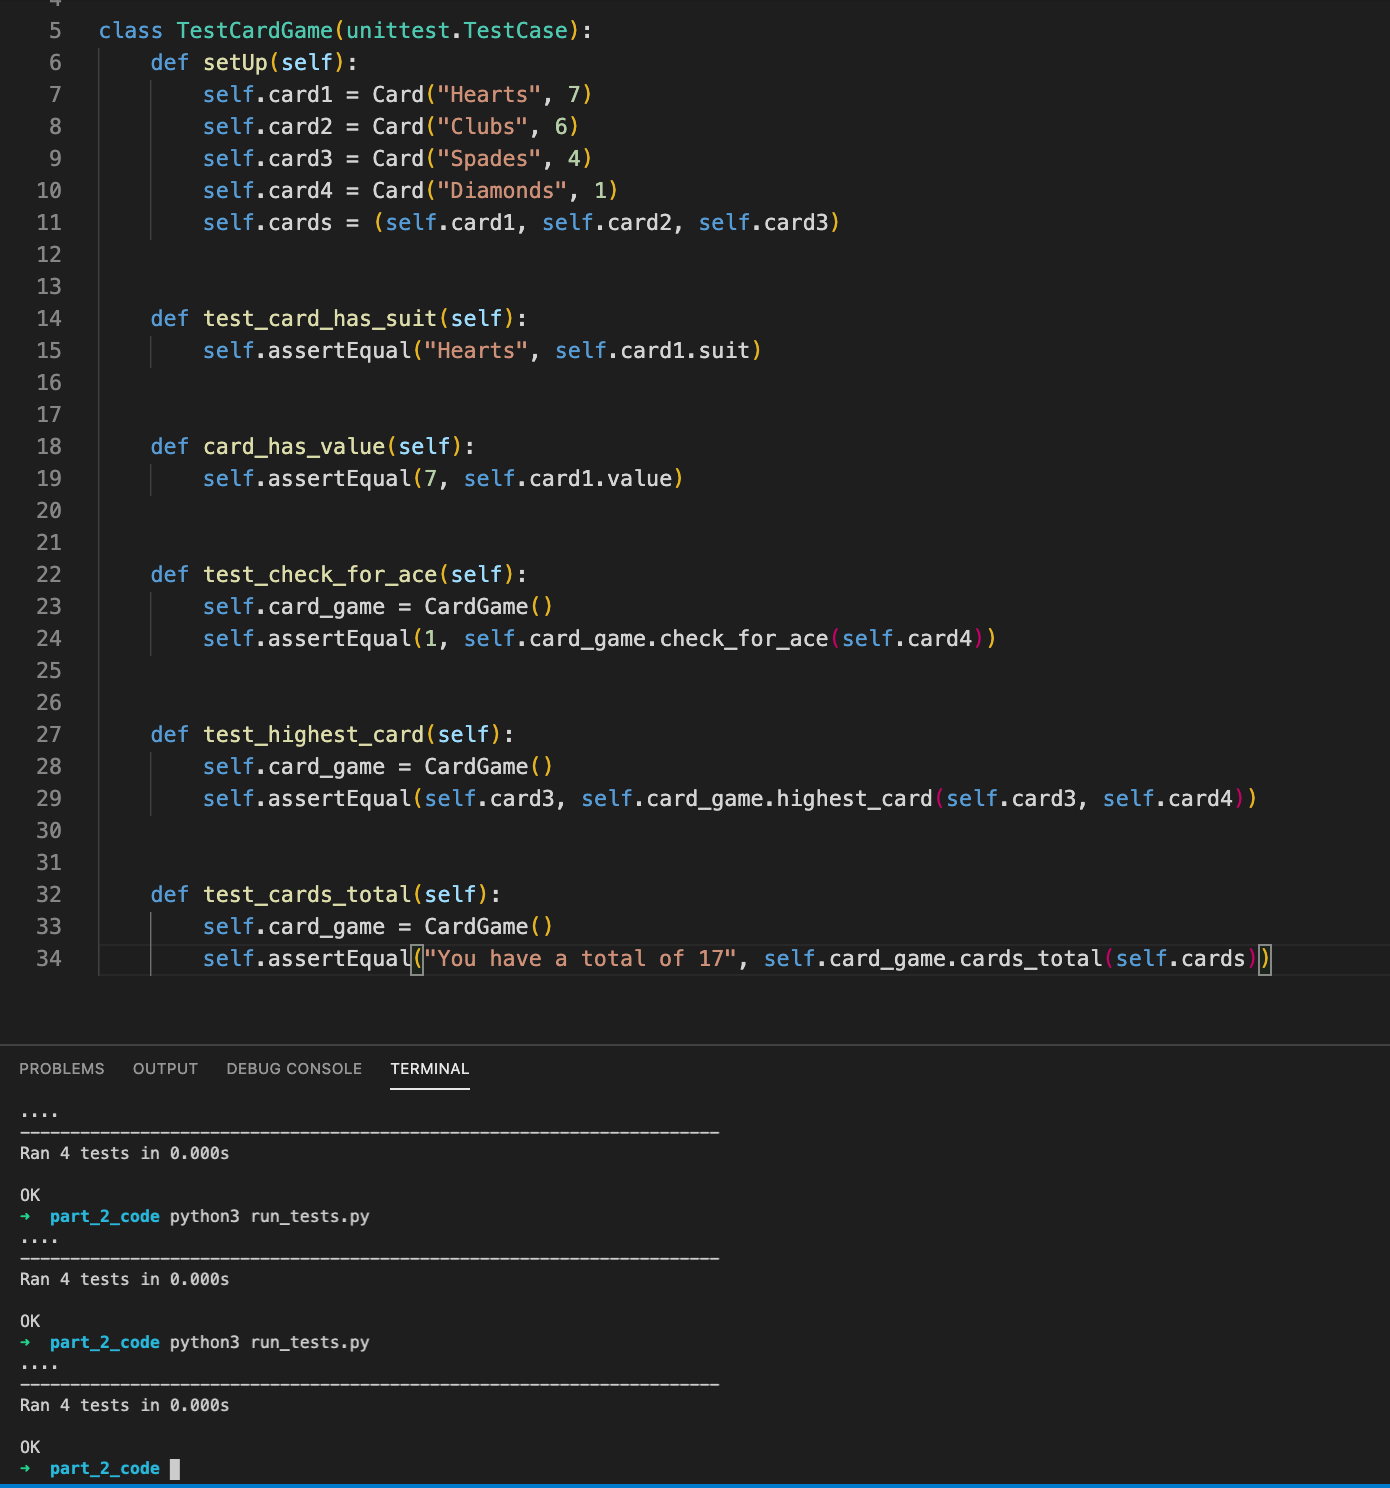 5 class TestCardGame(unittest.TestCase):
6 def setUp(self):
7 self.card1 = Card("Hearts", 7)
8 self.card2 = Card("Clubs", 6)
9 self.card3 = Card("Spades", 4)
10 self.card4 = Card("Diamonds", 1)
11 self.cards = (self.card1, self.card2, self.card3)
12
13
14 def test_card_has_suit(self):
15 self.assertEqual("Hearts", self.card1.suit)
16
17
18 def card_has_value(self):
19 self.assertEqual(7, self.card1.value)
20
21
22 def test_check_for_ace(self):
23 self.card_game = CardGame()
24 self.assertEqual(1, self.card_game.check_for_ace(self.card4))
25
26
27 def test_highest_card(self):
28 self.card_game = CardGame()
29 self.assertEqual(self.card3, self.card_game.highest_card(self.card3, self.card4))
30
31
32 def test_cards_total(self):
33 self.card_game = CardGame()
34 self.assertEqual("You have a total of 17", self.card_game.cards_total(self.cards))
PROBLEMS OUTPUT DEBUG CONSOLE TERMINAL
....
----------------------------------------------------------------------
Ran 4 tests in 0.000s
OK
➜ part_2_code python3 run_tests.py
....
----------------------------------------------------------------------
Ran 4 tests in 0.000s
OK
➜ part_2_code python3 run_tests.py
....
----------------------------------------------------------------------
Ran 4 tests in 0.000s
OK
➜ part_2_code